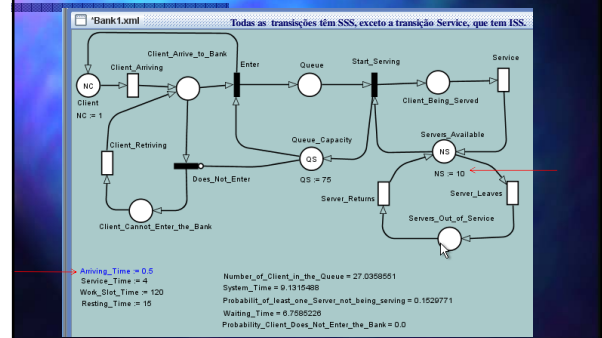 *Bank1.xml
Todas as transisções têm SSS, exceto a transição Service, que tem ISS.
Client_Arrive_to_Bank
Enter
Queue
Start_Serving
Service
Client_Arriving
NC
Client
NC := 1
Client_Being_Served
Client_Retriving
Queue_Capacity
QS
QS := 75
Servers_Available
NS
NS := 10
Does_Not_Enter
Server_Returns
Server_Leaves
Client_Cannot_Enter_the_Bank
Servers_Out_of_Service
Arriving_Time := 0.5
Service_Time := 4
Work_Slot_Time := 120
Resting_Time := 15
Number_of_Client_in_the_Queue = 27.0358551
System_Time = 9.1315488
Probabilit_of_least_one_Server_not_being_serving = 0.1529771
Waiting_Time = 6.7585226
Probability_Client_Does_Not_Enter_the_Bank = 0.0